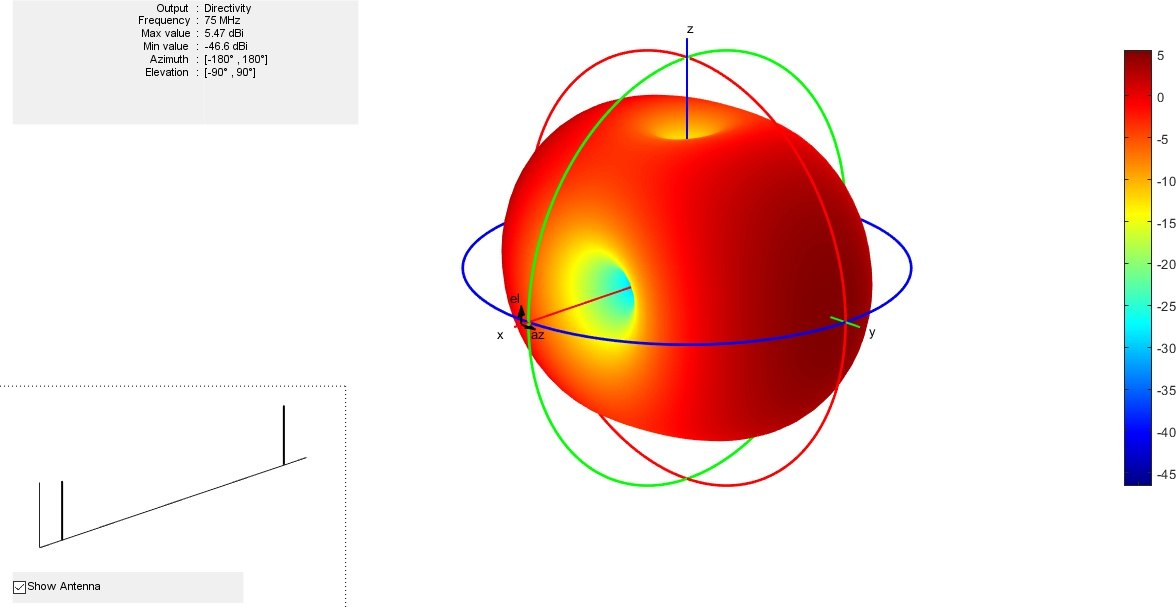 Output : Directivity
Frequency : 75 MHz
Max value : 5.47 dBi
Min value : -46.6 dBi
Azimuth : [-180° , 180°]
Elevation : [-90° , 90°]
z
el
x
az
y
5
0
-5
-10
-15
-20
-25
-30
-35
-40
-45
Show Antenna